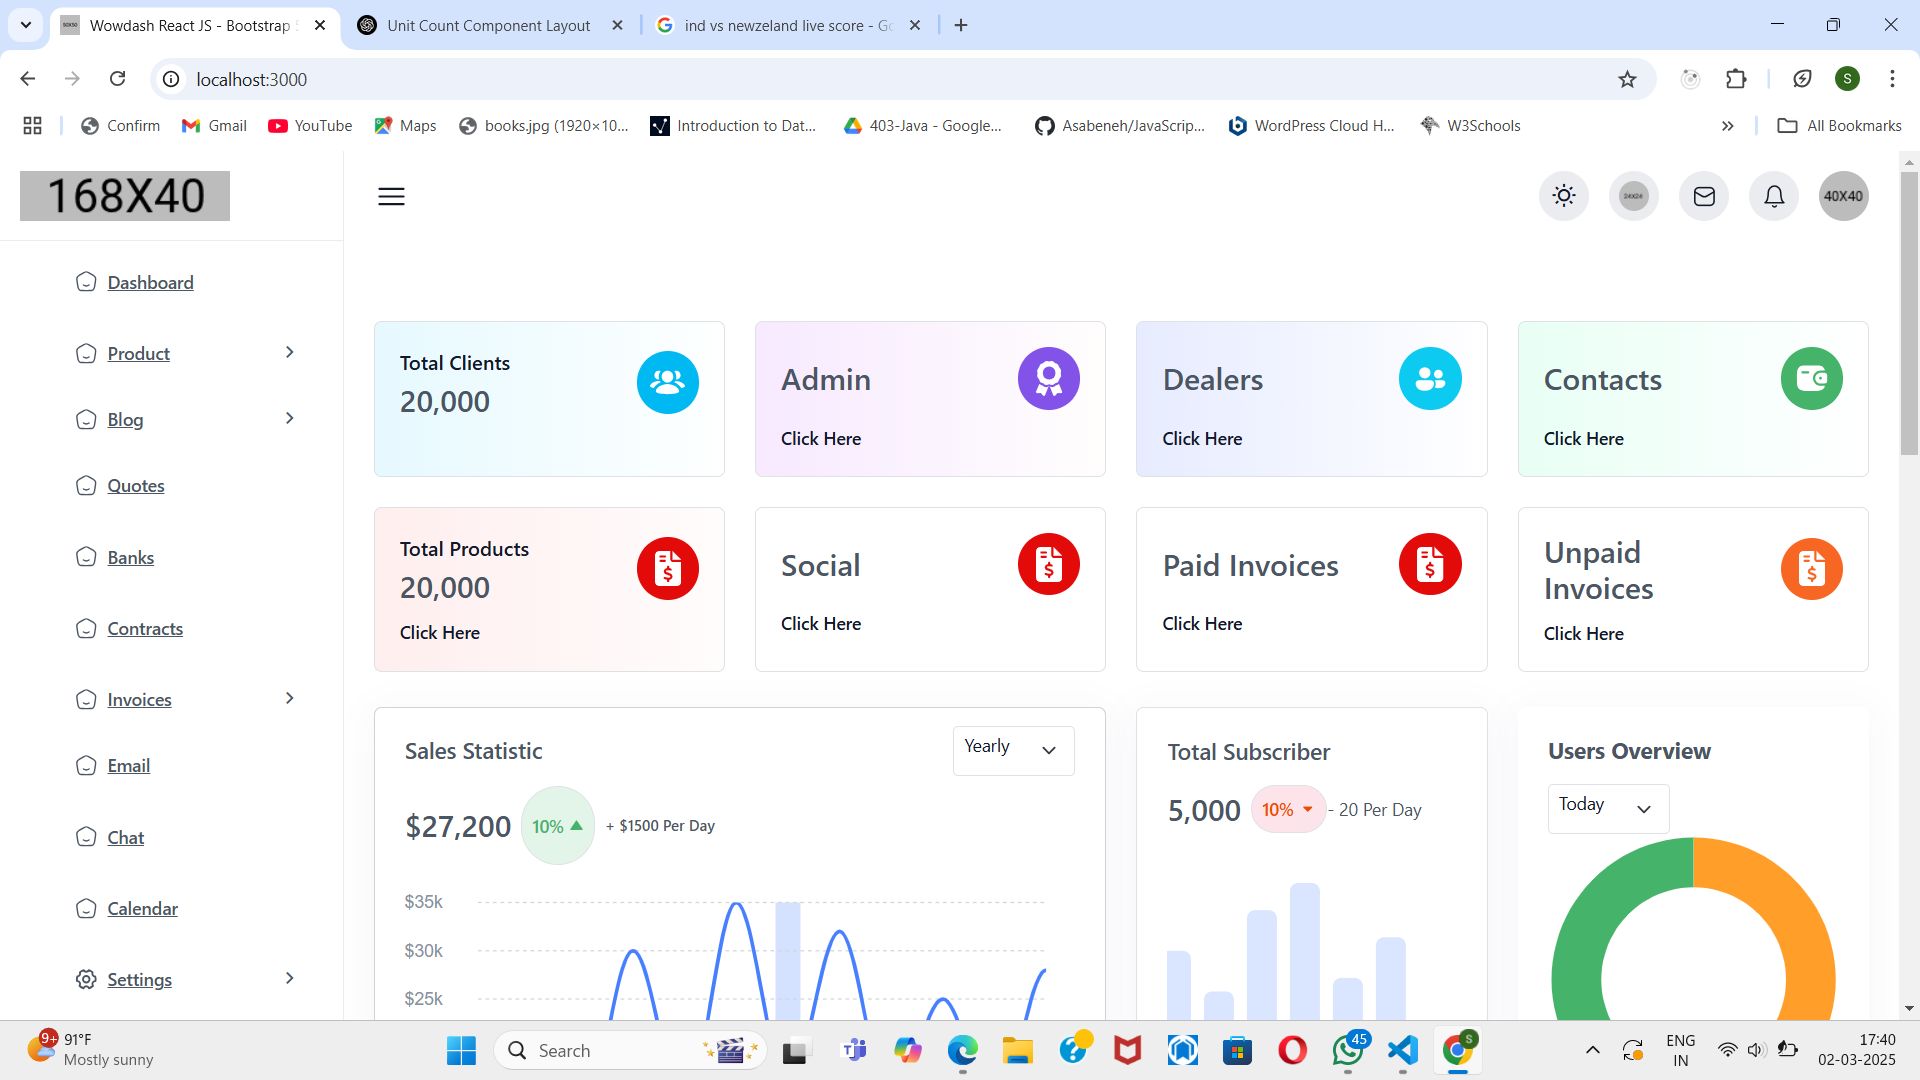 Wowdash React JS - Bootstrap 5
Unit Count Component Layout
ind vs newzeland live score - Go
localhost:3000
S
Confirm
Gmail
YouTube
Maps
books.jpg (1920×10...
Introduction to Dat...
403-Java - Google...
Asabeneh/JavaScrip...
WordPress Cloud H...
W3Schools
All Bookmarks
168X40
24X24
40X40
Dashboard
Product
Blog
Quotes
Banks
Contracts
Invoices
Email
Chat
Calendar
Settings
Total Clients
20,000
Admin
Click Here
Dealers
Click Here
Contacts
Click Here
Total Products
20,000
Click Here
Social
Click Here
Paid Invoices
Click Here
Unpaid
Invoices
Click Here
Sales Statistic
Yearly
$27,200
10%
+ $1500 Per Day
$35k
$30k
$25k
Total Subscriber
5,000
10%
- 20 Per Day
Users Overview
Today
9+
91°F
Mostly sunny
Search
45
S
ENG
IN
17:40
02-03-2025